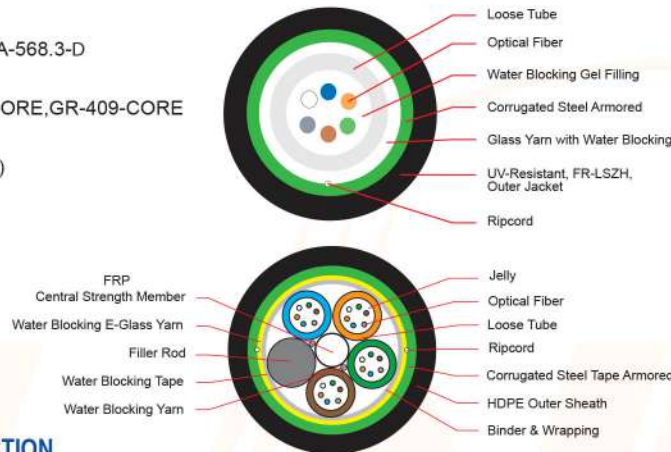 A-568.3-D
ORE,GR-409-CORE
)
Loose Tube
Optical Fiber
Water Blocking Gel Filling
Corrugated Steel Armored
Glass Yarn with Water Blocking
UV-Resistant, FR-LSZH,
Outer Jacket
Ripcord
FRP
Central Strength Member
Water Blocking E-Glass Yarn
Filler Rod
Water Blocking Tape
Water Blocking Yarn
Jelly
Optical Fiber
Loose Tube
Ripcord
Corrugated Steel Tape Armored
HDPE Outer Sheath
Binder & Wrapping
TION